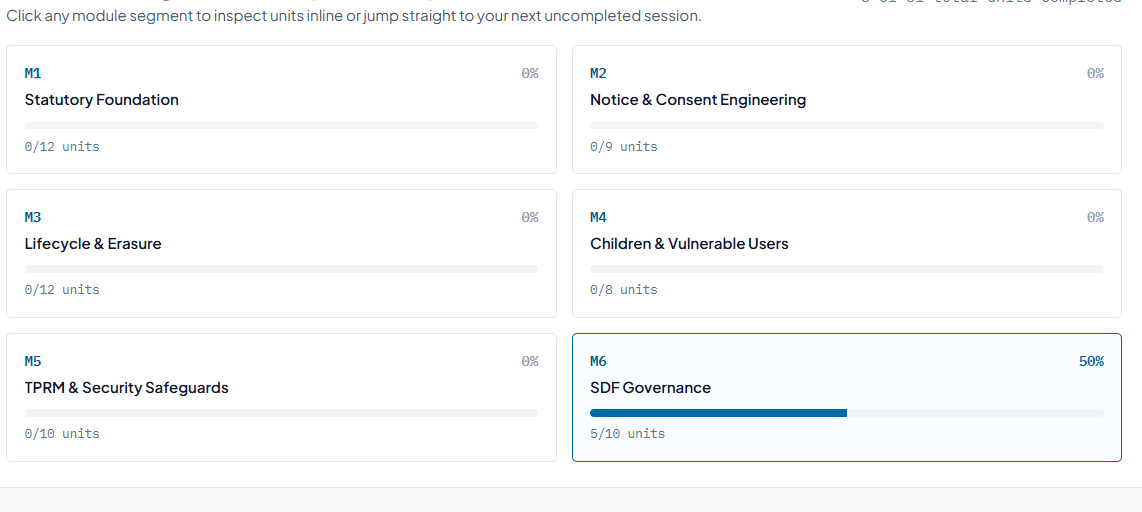 Click any module segment to inspect units inline or jump straight to your next uncompleted session.
M1 0%
Statutory Foundation
0/12 units
M2 0%
Notice & Consent Engineering
0/9 units
M3 0%
Lifecycle & Erasure
0/12 units
M4 0%
Children & Vulnerable Users
0/8 units
M5 0%
TPRM & Security Safeguards
0/10 units
M6 50%
SDF Governance
5/10 units